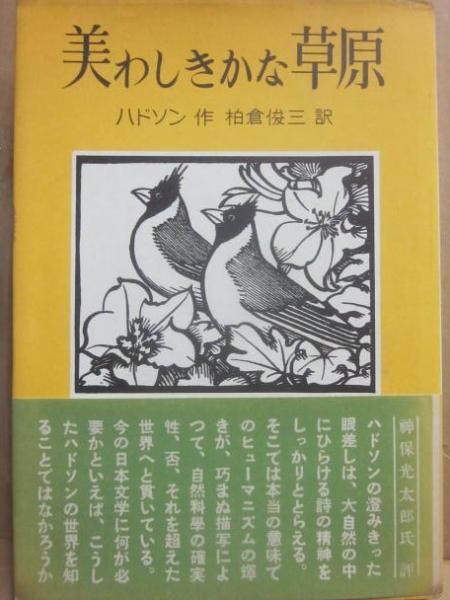 美わしきかな草原
ハドソン 作 柏倉俊三 訳
神保光太郎氏 評
ハドソンの澄みきった
眼差しは、大自然の中
にひらける詩の精神を
しっかりととらえる。
そこでは本当の意味で
のヒューマニズムの輝
きが、巧まぬ描写によ
つて、自然科學の確実
性、否、それを超えた
世界へと貫いている。
今の日本文学に何が必
要かといえば、こうし
たハドソンの世界を知
ることではなかろうか